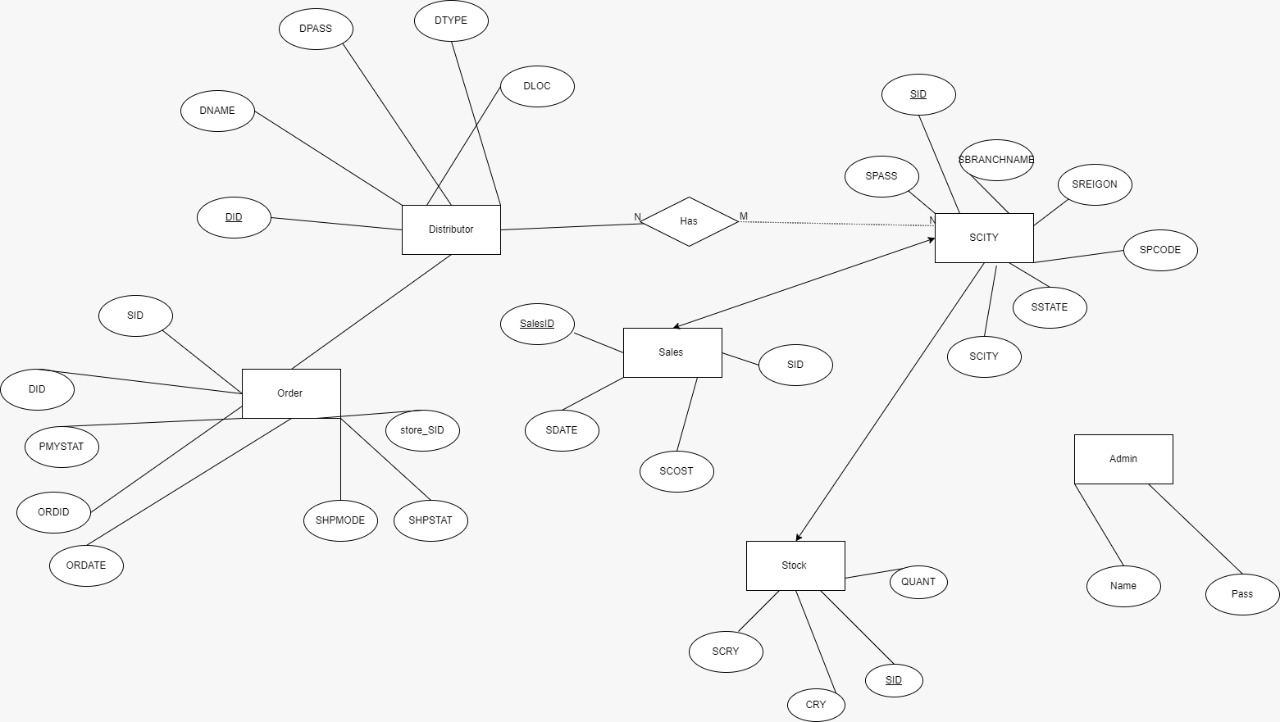 DTYPE
DPASS
DLOC
SID
DNAME
SBRANCHNAME
SPASS
SREIGON
DID
N
M
Has
N
Distributor
SCITY
SPCODE
SSTATE
SID
SalesID
Sales
SCITY
SID
DID
Order
SDATE
store_SID
PMYSTAT
Admin
SCOST
ORDID
SHPMODE
SHPSTAT
ORDATE
Stock
QUANT
Name
Pass
SCRY
SID
CRY